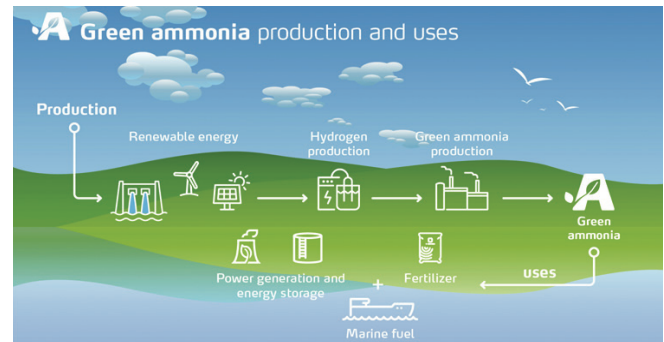 Green ammonia production and uses
Production
Renewable energy
Hydrogen
production
Green ammonia
production
Green
ammonia
uses
Power generation and
energy storage
+
Fertilizer
Marine fuel